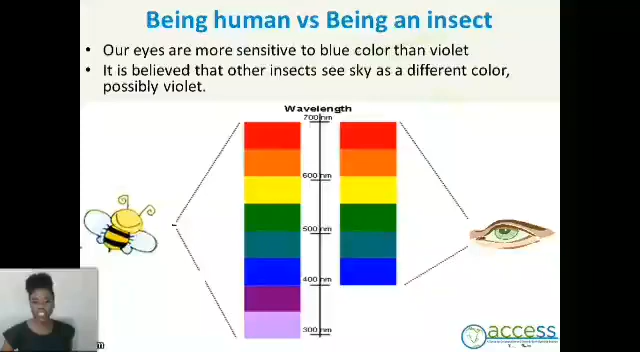 Being human vs Being an insect
• Our eyes are more sensitive to blue color than violet
• It is believed that other insects see sky as a different color,
possibly violet.
Wavelength
700 nm
600 nm
500 nm
400 nm
300 nm
access